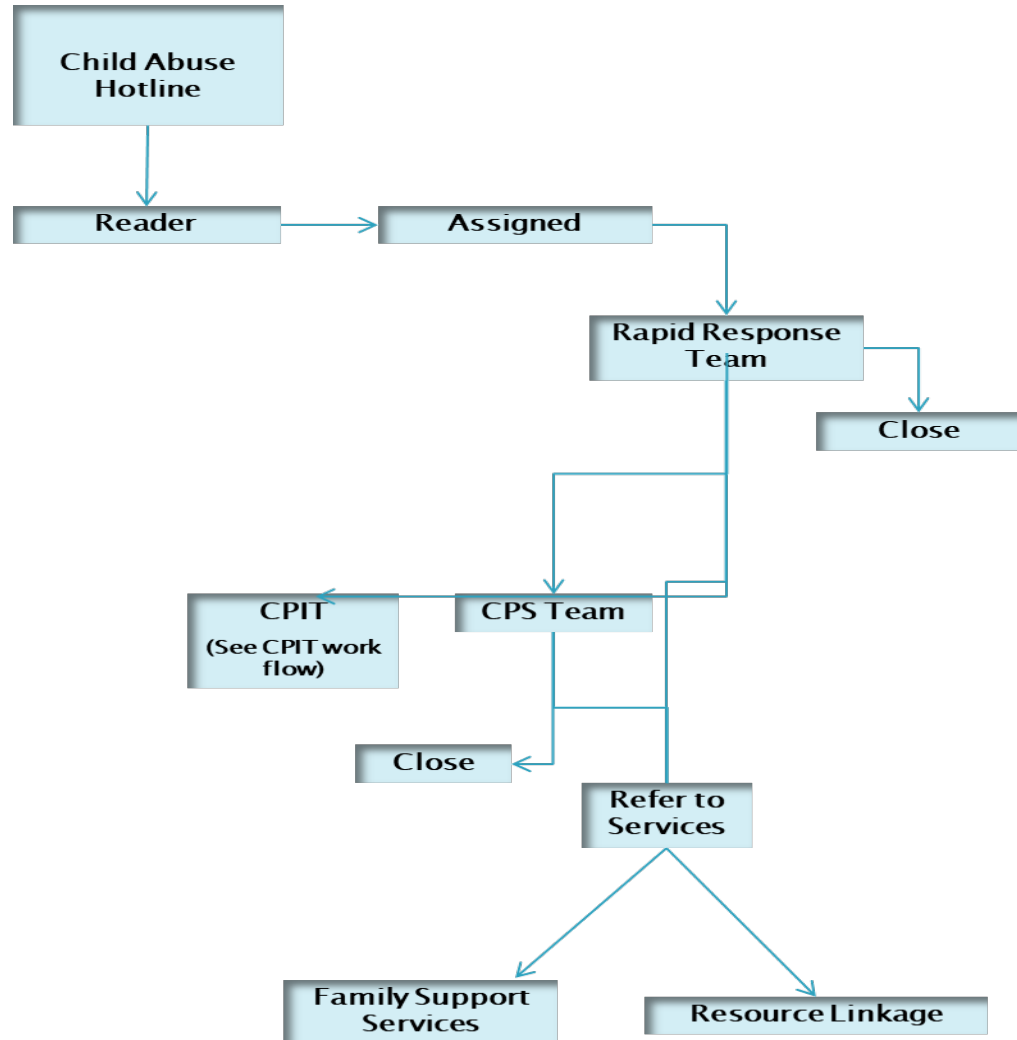 Child Abuse
Hotline
Reader
Assigned
Rapid Response
Team
Close
CPIT
(See CPIT work
flow)
CPS Team
Close
Refer to
Services
Family Support
Services
Resource Linkage